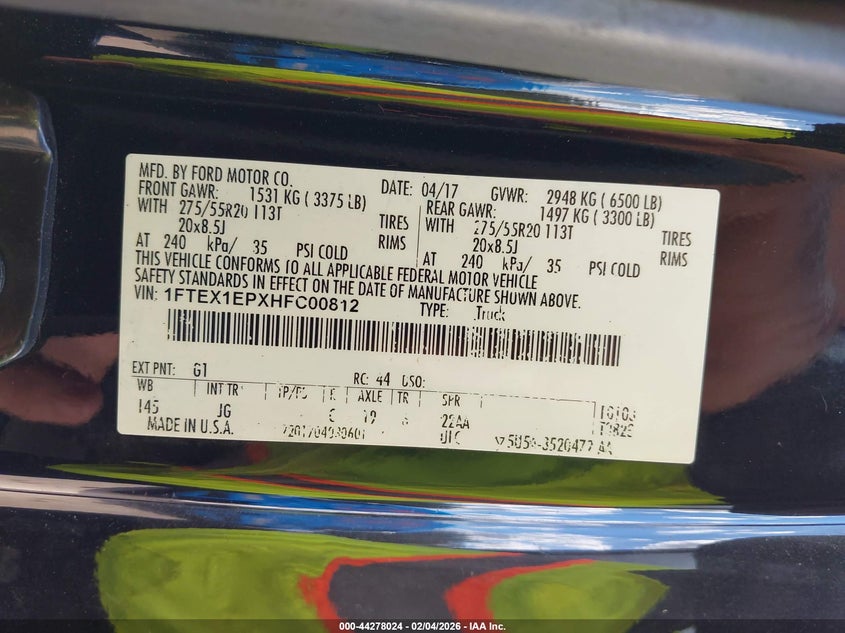 MFD. BY FORD MOTOR CO. DATE: 04/17 GVWR: 2948 KG ( 6500 LB)
FRONT GAWR: 1531 KG ( 3375 LB) REAR GAWR: 1497 KG ( 3300 LB)
WITH 275/55R20 113T TIRES WITH 275/55R20 113T TIRES
20x8.5J RIMS 20x8.5J RIMS
AT 240 kPa/ 35 PSI COLD AT 240 kPa/ 35 PSI COLD
THIS VEHICLE CONFORMS TO ALL APPLICABLE FEDERAL MOTOR VEHICLE
SAFETY STANDARDS IN EFFECT ON THE DATE OF MANUFACTURE SHOWN ABOVE.
VIN: 1FTEX1EPXHFC00812 TYPE: Truck
EXT PNT: G1 RC: 44 DSO:
WB INT TR AXLE TR SPR
145 JG 19 22AA
MADE IN U.S.A.
000-44278024 - 02/04/2026 - IAA Inc.